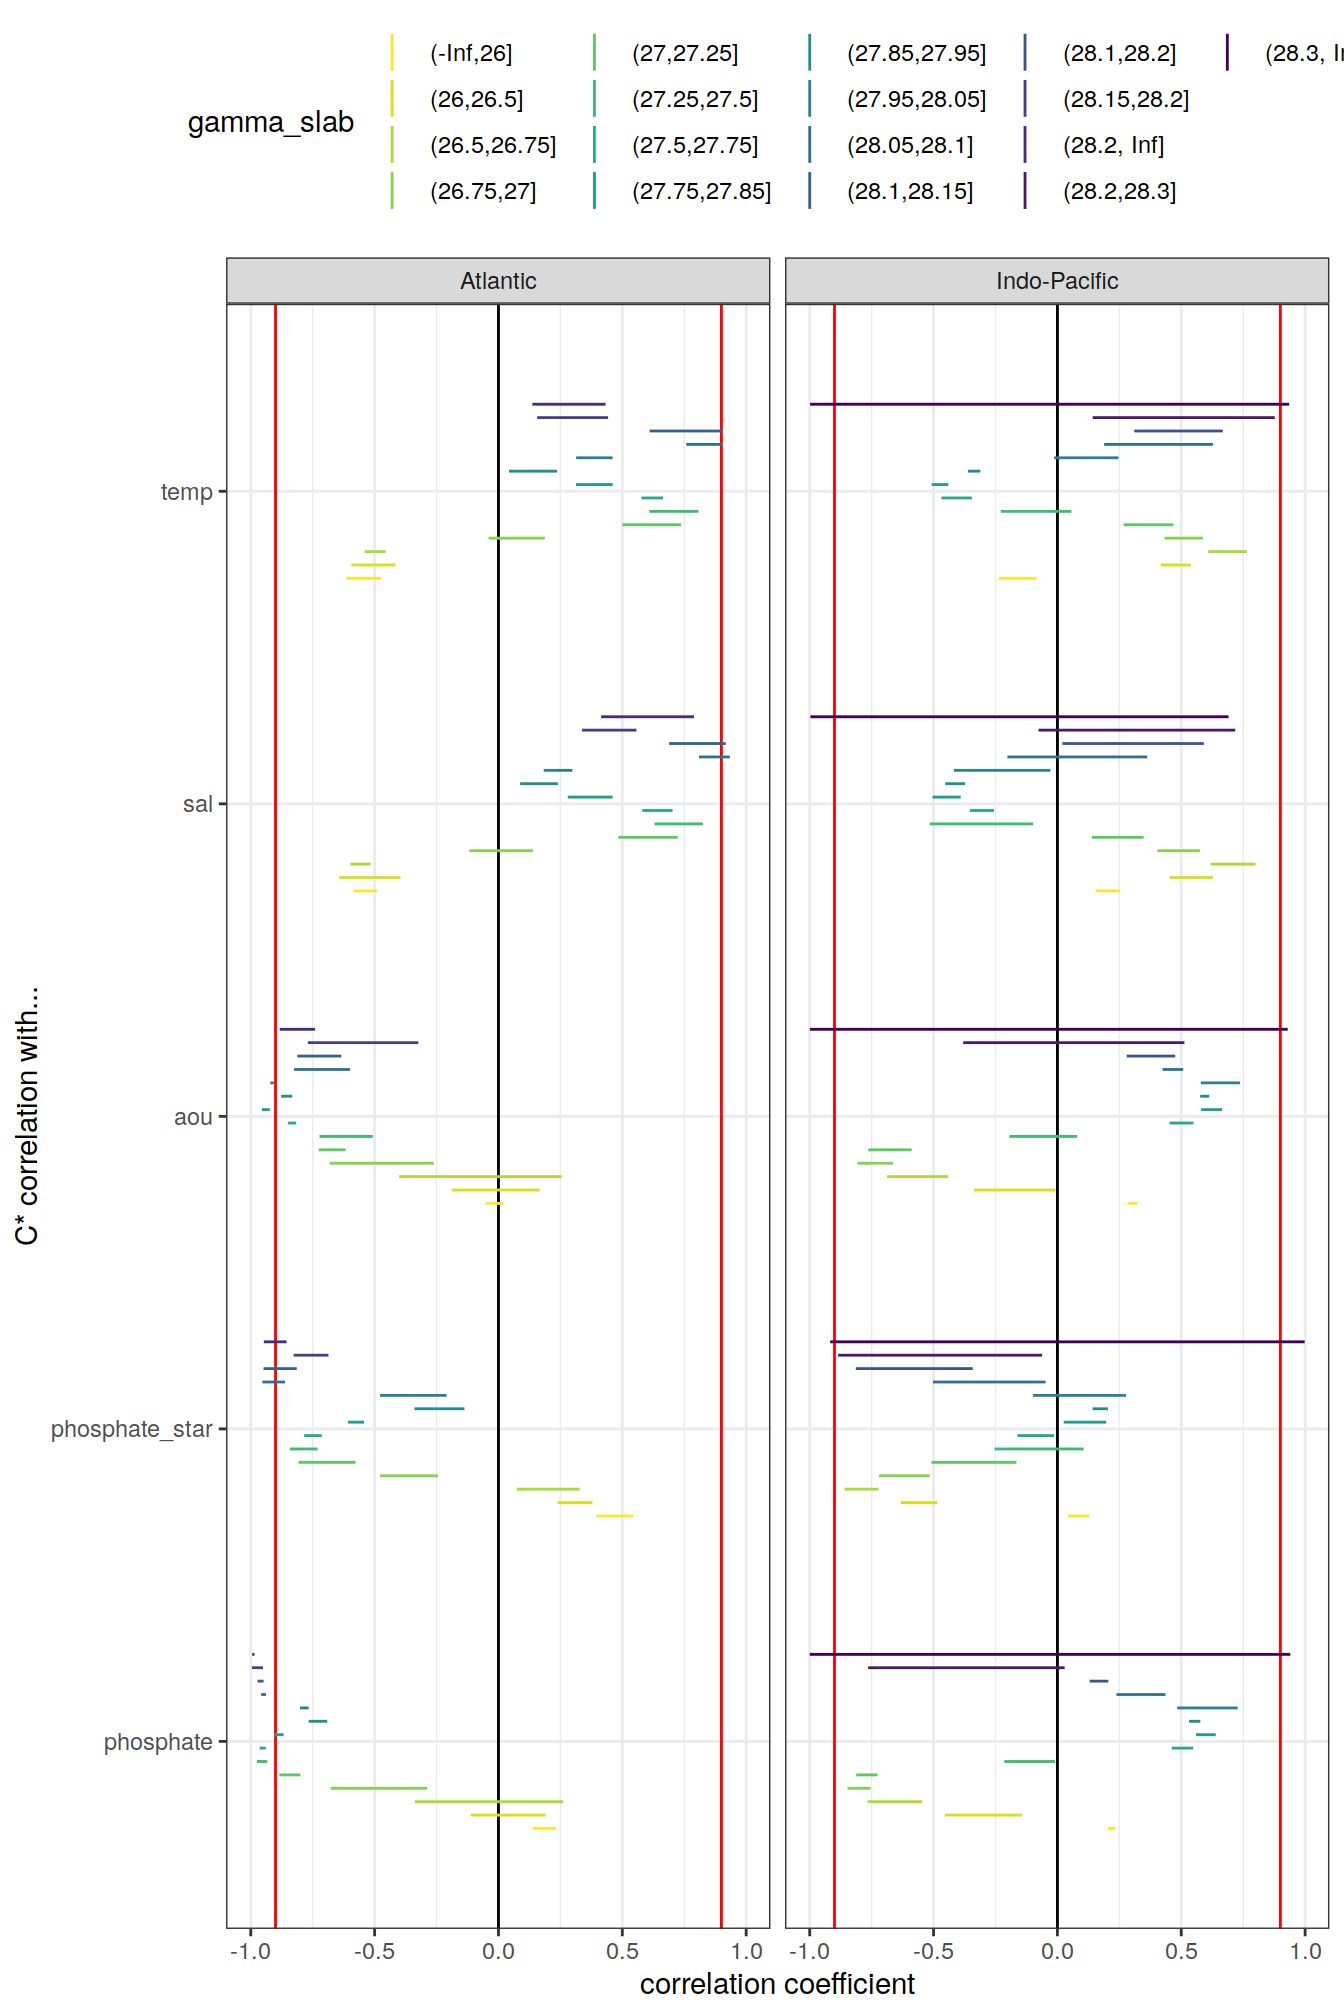 gamma_slab
(-Inf,26]
(26,26.5]
(26.5,26.75]
(26.75,27]
(27,27.25]
(27.25,27.5]
(27.5,27.75]
(27.75,27.85]
(27.85,27.95]
(27.95,28.05]
(28.05,28.1]
(28.1,28.15]
(28.1,28.2]
(28.15,28.2]
(28.2, Inf]
(28.2,28.3]
(28.3,
Atlantic
Indo-Pacific
C* correlation with...
temp
sal
aou
phosphate_star
phosphate
-1.0 -0.5 0.0 0.5 1.0
-1.0 -0.5 0.0 0.5 1.0
correlation coefficient